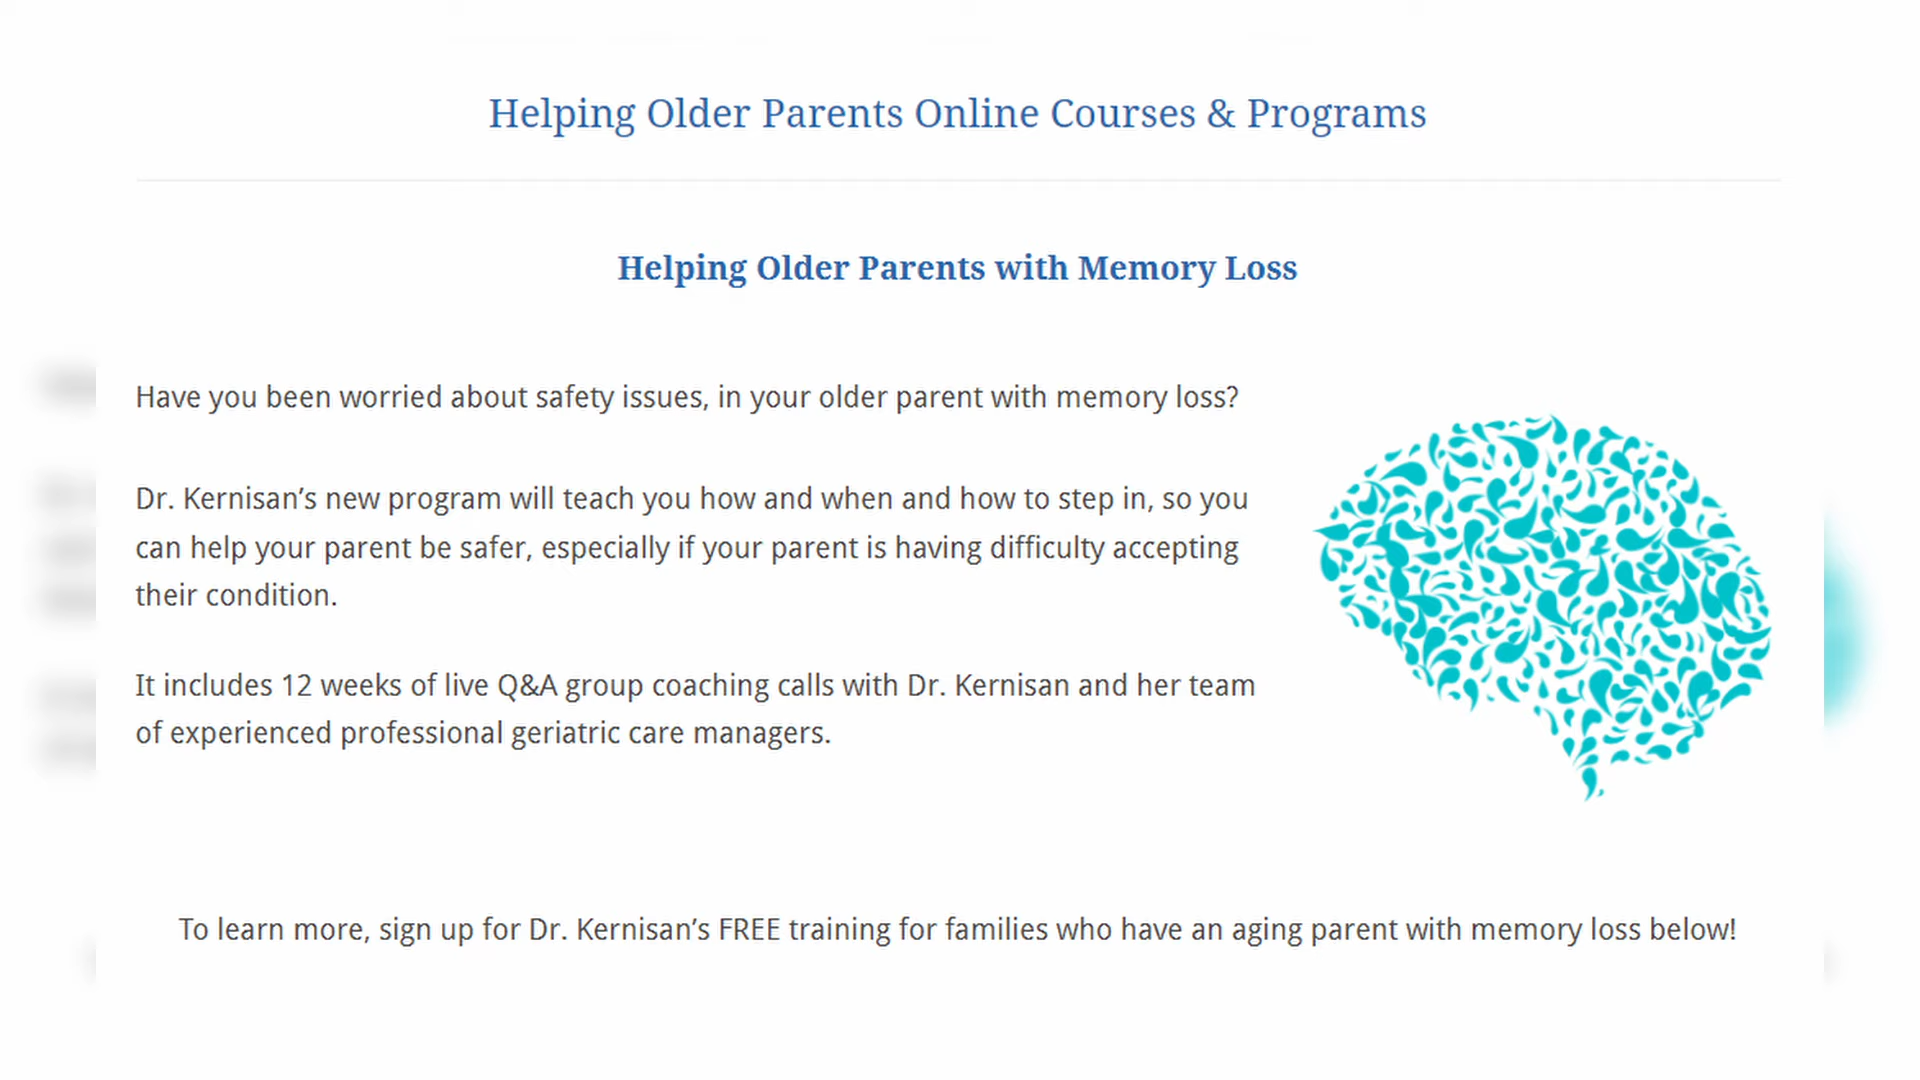 Helping Older Parents Online Courses & Programs
Helping Older Parents with Memory Loss
Have you been worried about safety issues, in your older parent with memory loss?
Dr. Kernisan’s new program will teach you how and when and how to step in, so you
can help your parent be safer, especially if your parent is having difficulty accepting
their condition.
It includes 12 weeks of live Q&A group coaching calls with Dr. Kernisan and her team
of experienced professional geriatric care managers.
To learn more, sign up for Dr. Kernisan’s FREE training for families who have an aging parent with memory loss below!